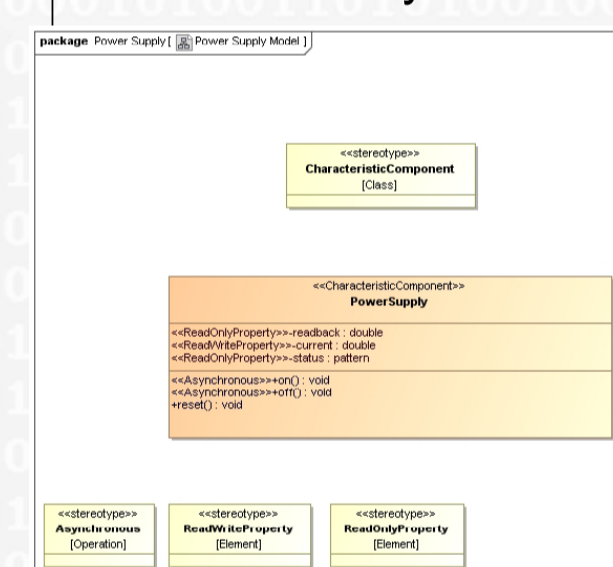 package Power Supply [ Power Supply Model ]
<<stereotype>>
CharacteristicComponent
[Class]
<<CharacteristicComponent>>
PowerSupply
<<ReadOnlyProperty>>-readback : double
<<ReadWriteProperty>>-current : double
<<ReadOnlyProperty>>-status : pattern
<<Asynchronous>>+on() : void
<<Asynchronous>>+off() : void
+reset() : void
<<stereotype>> <<stereotype>> <<stereotype>>
Asynchronous ReadWriteProperty ReadOnlyProperty
[Operation] [Element] [Element]